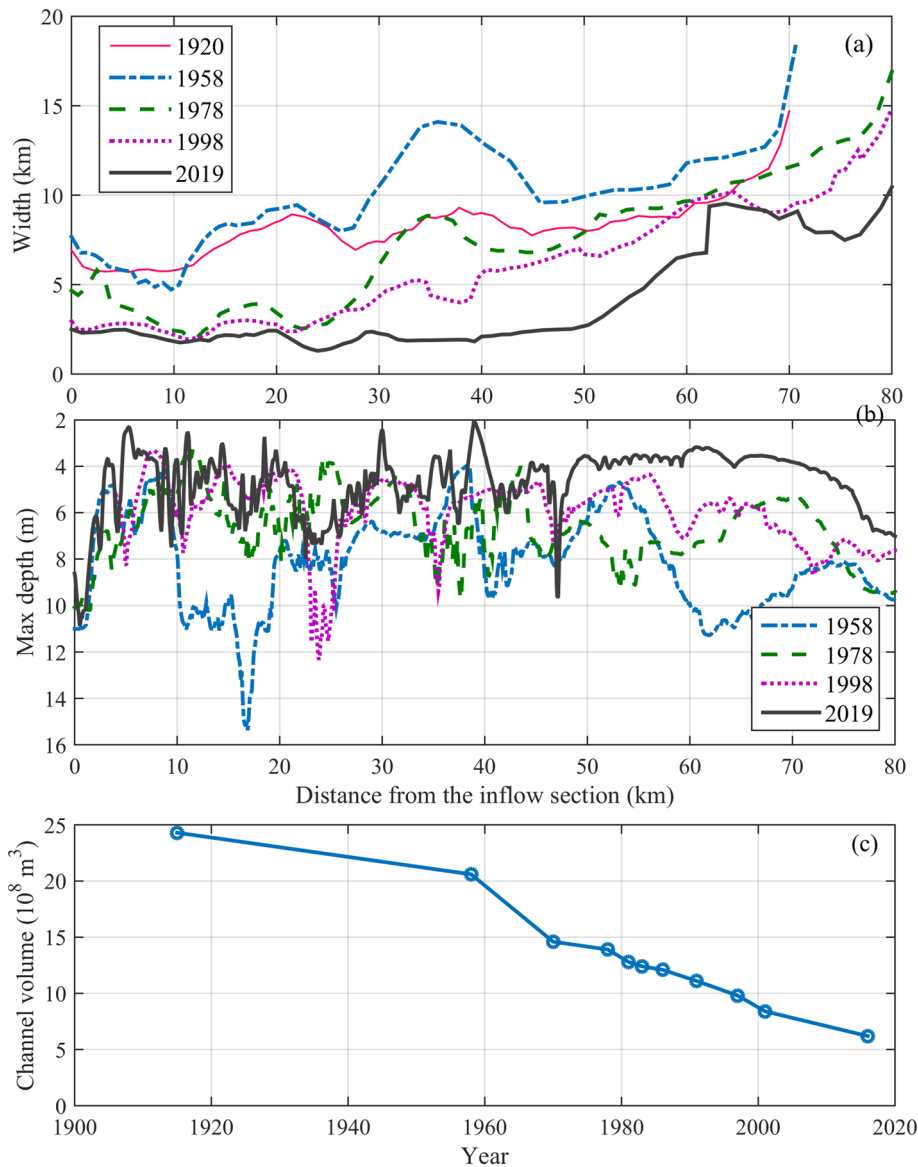 20
15
10
5
0
Width (km)
1920
1958
1978
1998
2019
(a)
0 10 20 30 40 50 60 70 80
(b)
2
4
6
8
10
12
14
16
Max depth (m)
1958
1978
1998
2019
0 10 20 30 40 50 60 70 80
Distance from the inflow section (km)
25
20
15
10
5
0
Channel volume (10⁸ m³)
(c)
1900 1920 1940 1960 1980 2000 2020
Year